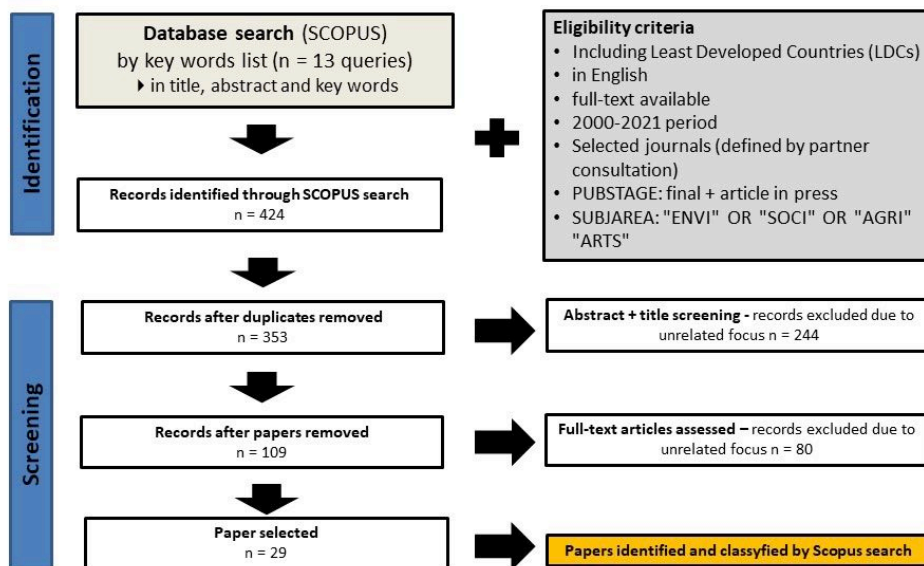 Identification
Database search (SCOPUS)
by key words list (n = 13 queries)
in title, abstract and key words
Eligibility criteria
• Including Least Developed Countries (LDCs)
• in English
• full-text available
• 2000-2021 period
• Selected journals (defined by partner
consultation)
• PUBSTAGE: final + article in press
• SUBJAREA: "ENVI" OR "SOCI" OR "AGRI"
"ARTS"
Records identified through SCOPUS search
n = 424
Screening
Records after duplicates removed
n = 353
Abstract + title screening - records excluded due to
unrelated focus n = 244
Records after papers removed
n = 109
Full-text articles assessed – records excluded due to
unrelated focus n = 80
Paper selected
n = 29
Papers identified and classyfied by Scopus search